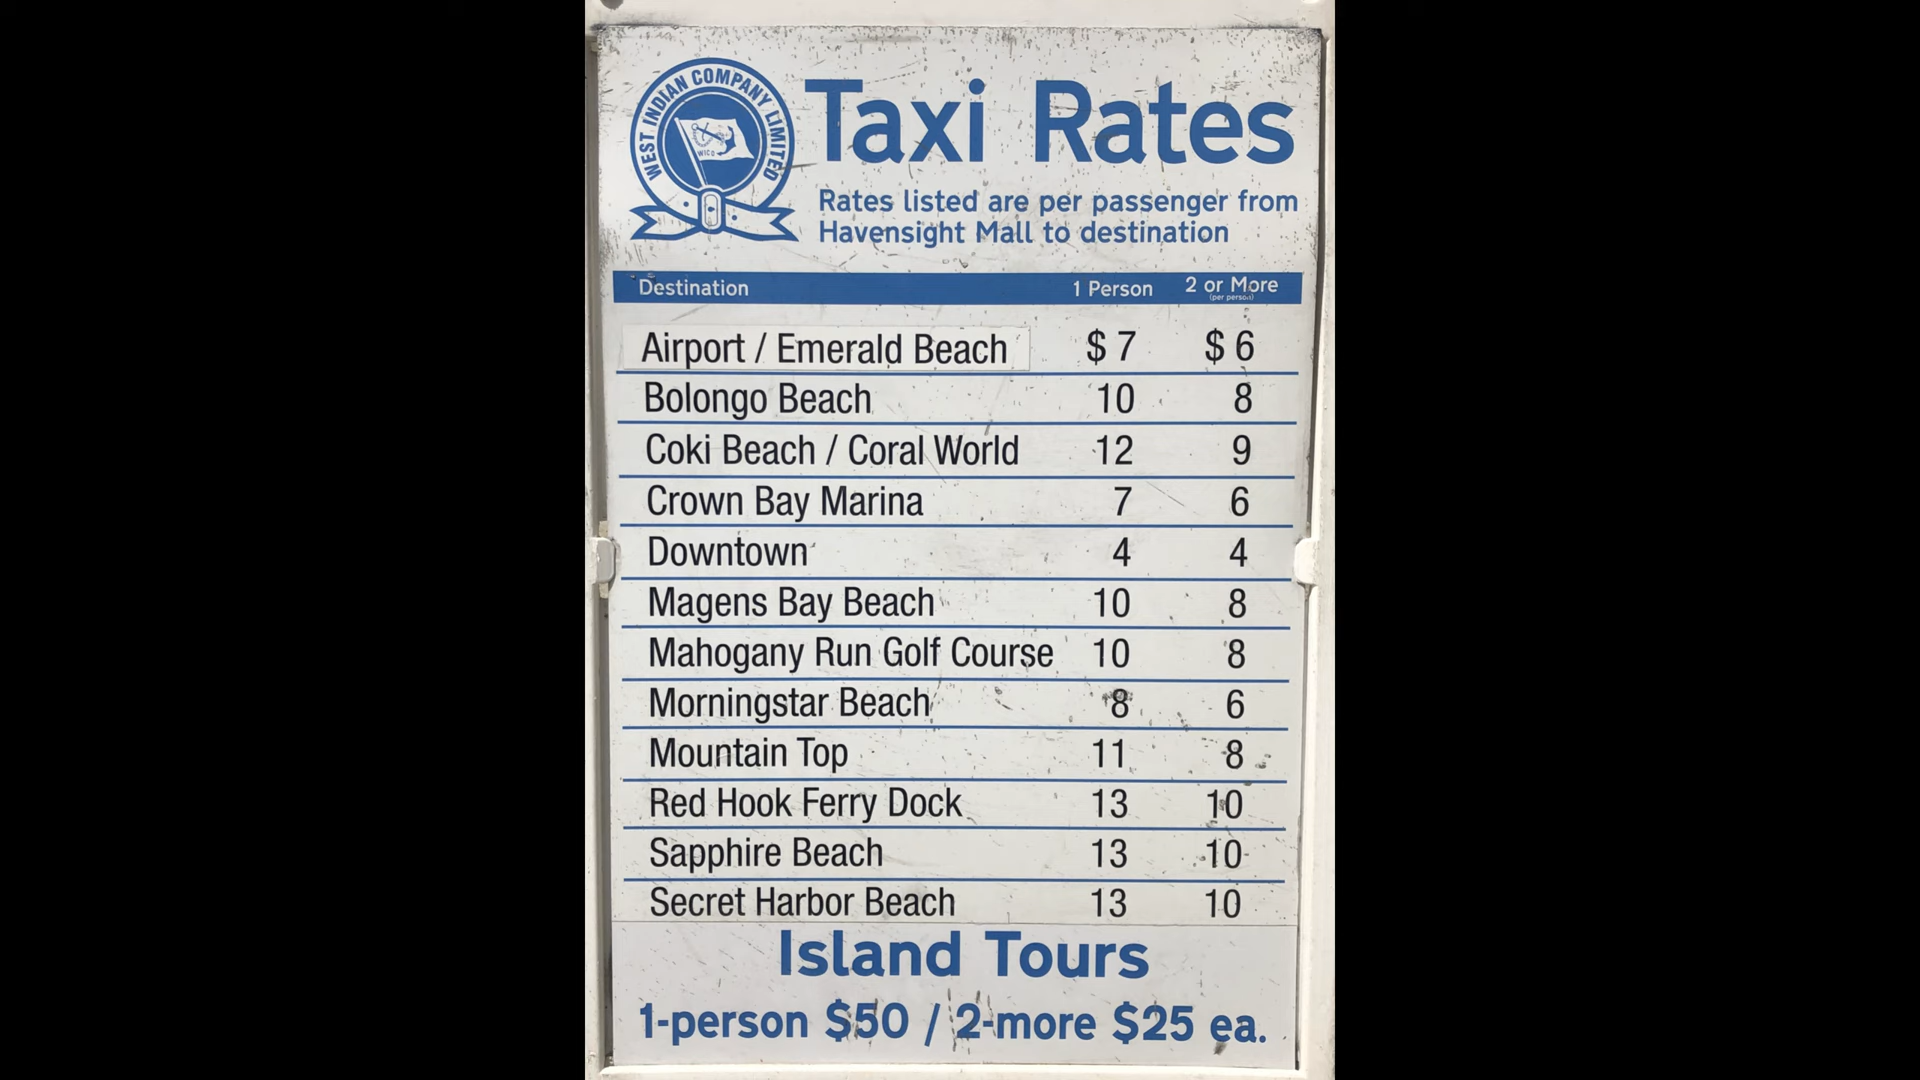 WEST INDIAN COMPANY LIMITED
WICO
Taxi Rates
Rates listed are per passenger from
Havensight Mall to destination
Destination 1 Person 2 or More
(per person)
Airport / Emerald Beach $ 7 $ 6
Bolongo Beach 10 8
Coki Beach / Coral World 12 9
Crown Bay Marina 7 6
Downtown 4 4
Magens Bay Beach 10 8
Mahogany Run Golf Course 10 8
Morningstar Beach 8 6
Mountain Top 11 8
Red Hook Ferry Dock 13 10
Sapphire Beach 13 10
Secret Harbor Beach 13 10
Island Tours
1-person $50 / 2-more $25 ea.